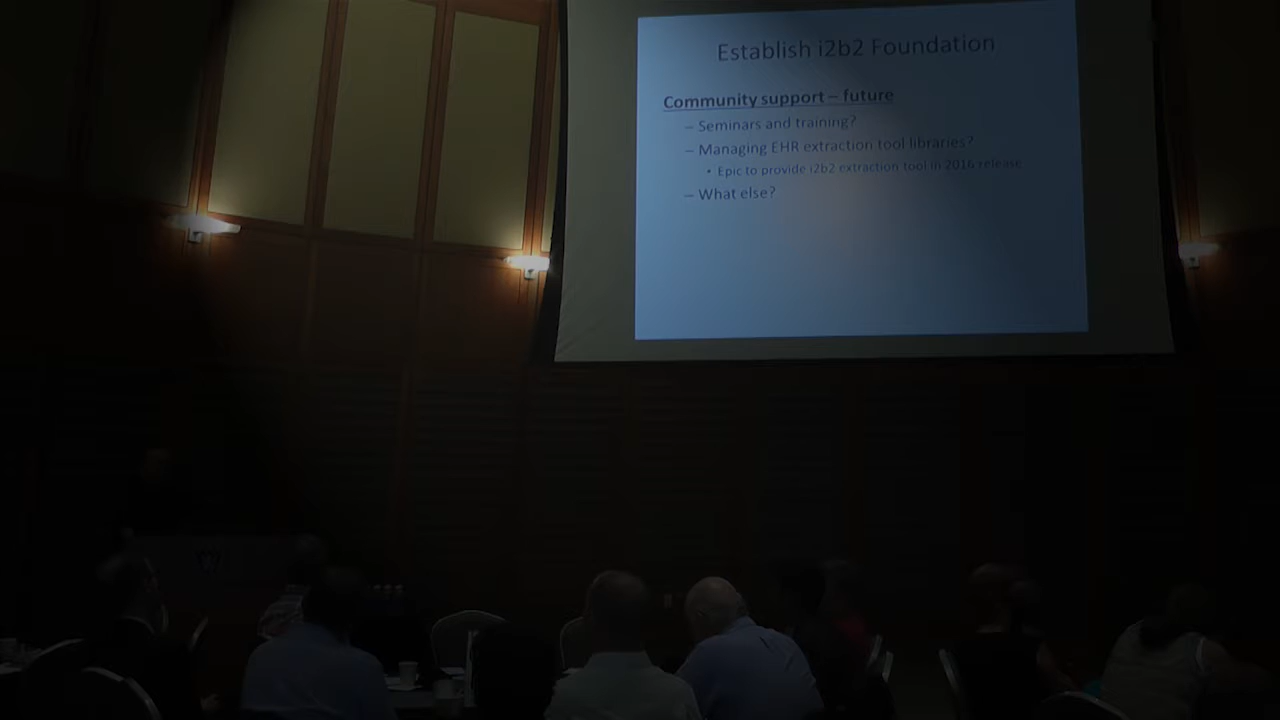 Establish i2b2 Foundation
Community support – future
– Seminars and training?
– Managing EHR extraction tool libraries?
• Epic to provide i2b2 extraction tool in 2016 release
– What else?